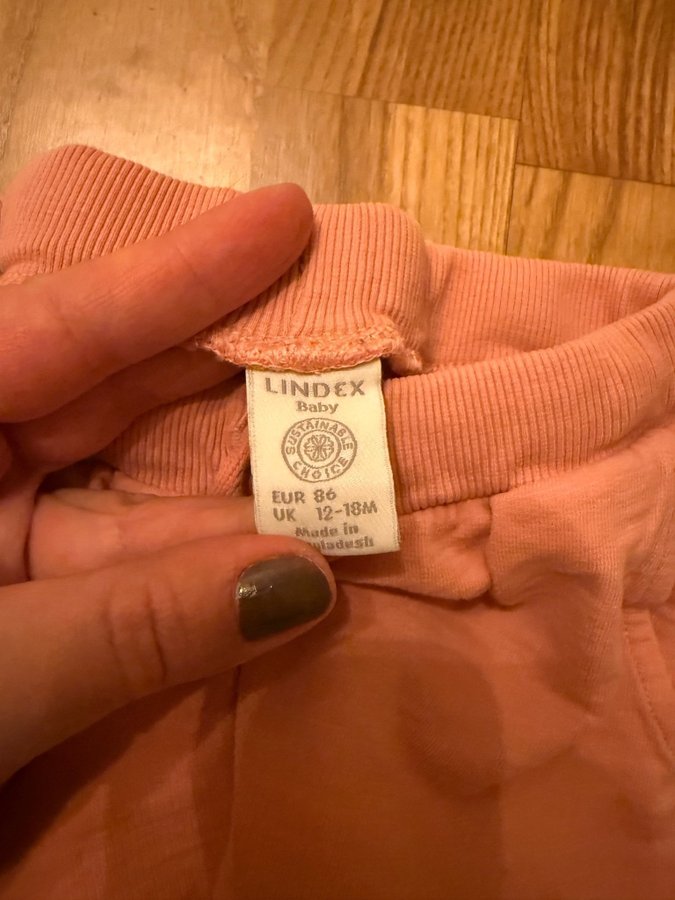 LINDEX
Baby
SUSTAINABLE
CHOICE
EUR 86
UK 12-18M
Made in